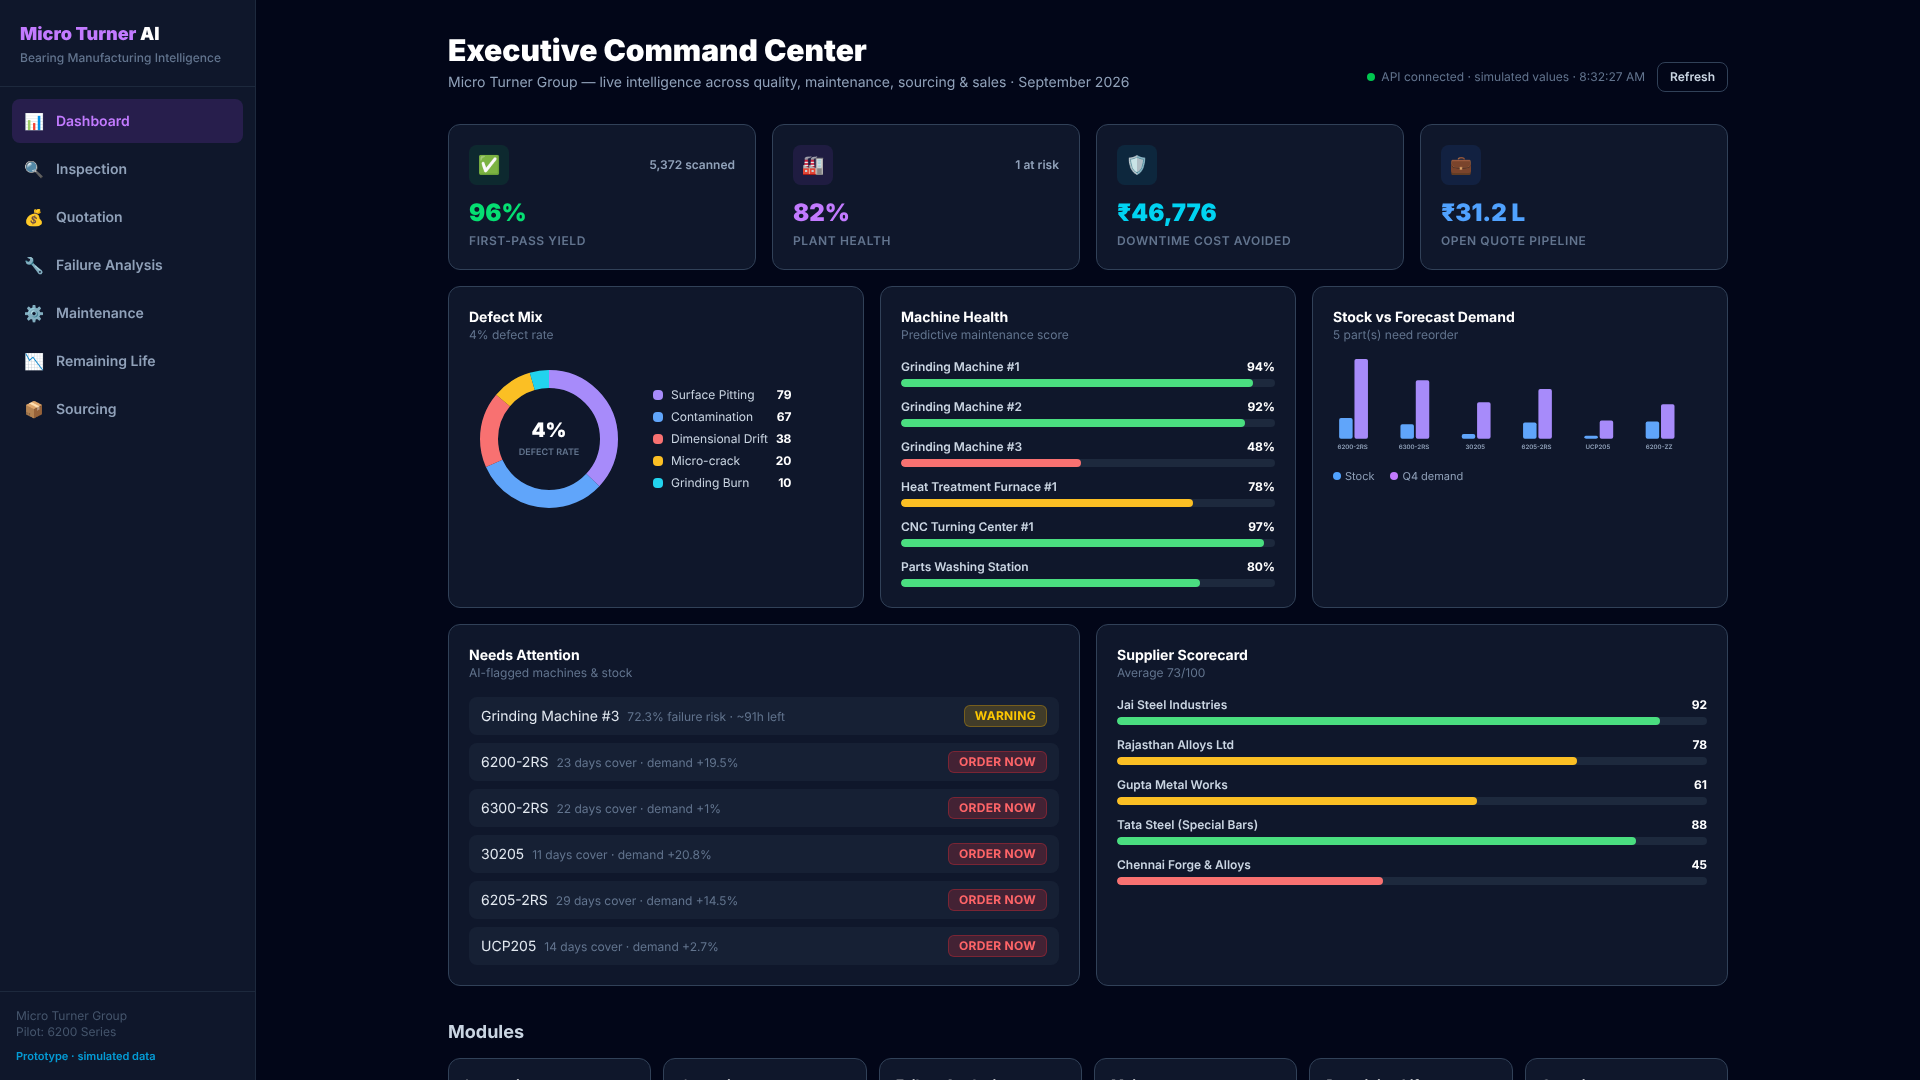 Micro Turner AI
Bearing Manufacturing Intelligence
Dashboard
Inspection
Quotation
Failure Analysis
Maintenance
Remaining Life
Sourcing
Micro Turner Group
Pilot: 6200 Series
Prototype · simulated data
Executive Command Center
Micro Turner Group — live intelligence across quality, maintenance, sourcing & sales · September 2026
API connected · simulated values · 8:32:27 AM
Refresh
5,372 scanned
96%
FIRST-PASS YIELD
1 at risk
82%
PLANT HEALTH
₹46,776
DOWNTIME COST AVOIDED
₹31.2 L
OPEN QUOTE PIPELINE
Defect Mix
4% defect rate
4%
DEFECT RATE
Surface Pitting 79
Contamination 67
Dimensional Drift 38
Micro-crack 20
Grinding Burn 10
Machine Health
Predictive maintenance score
Grinding Machine #1 94%
Grinding Machine #2 92%
Grinding Machine #3 48%
Heat Treatment Furnace #1 78%
CNC Turning Center #1 97%
Parts Washing Station 80%
Stock vs Forecast Demand
5 part(s) need reorder
6200-2RS 6300-2RS 30205 6205-2RS UCP205 6200-ZZ
Stock Q4 demand
Needs Attention
AI-flagged machines & stock
Grinding Machine #3 72.3% failure risk · ~91h left WARNING
6200-2RS 23 days cover · demand +19.5% ORDER NOW
6300-2RS 22 days cover · demand +1% ORDER NOW
30205 11 days cover · demand +20.8% ORDER NOW
6205-2RS 29 days cover · demand +14.5% ORDER NOW
UCP205 14 days cover · demand +2.7% ORDER NOW
Supplier Scorecard
Average 73/100
Jai Steel Industries 92
Rajasthan Alloys Ltd 78
Gupta Metal Works 61
Tata Steel (Special Bars) 88
Chennai Forge & Alloys 45
Modules